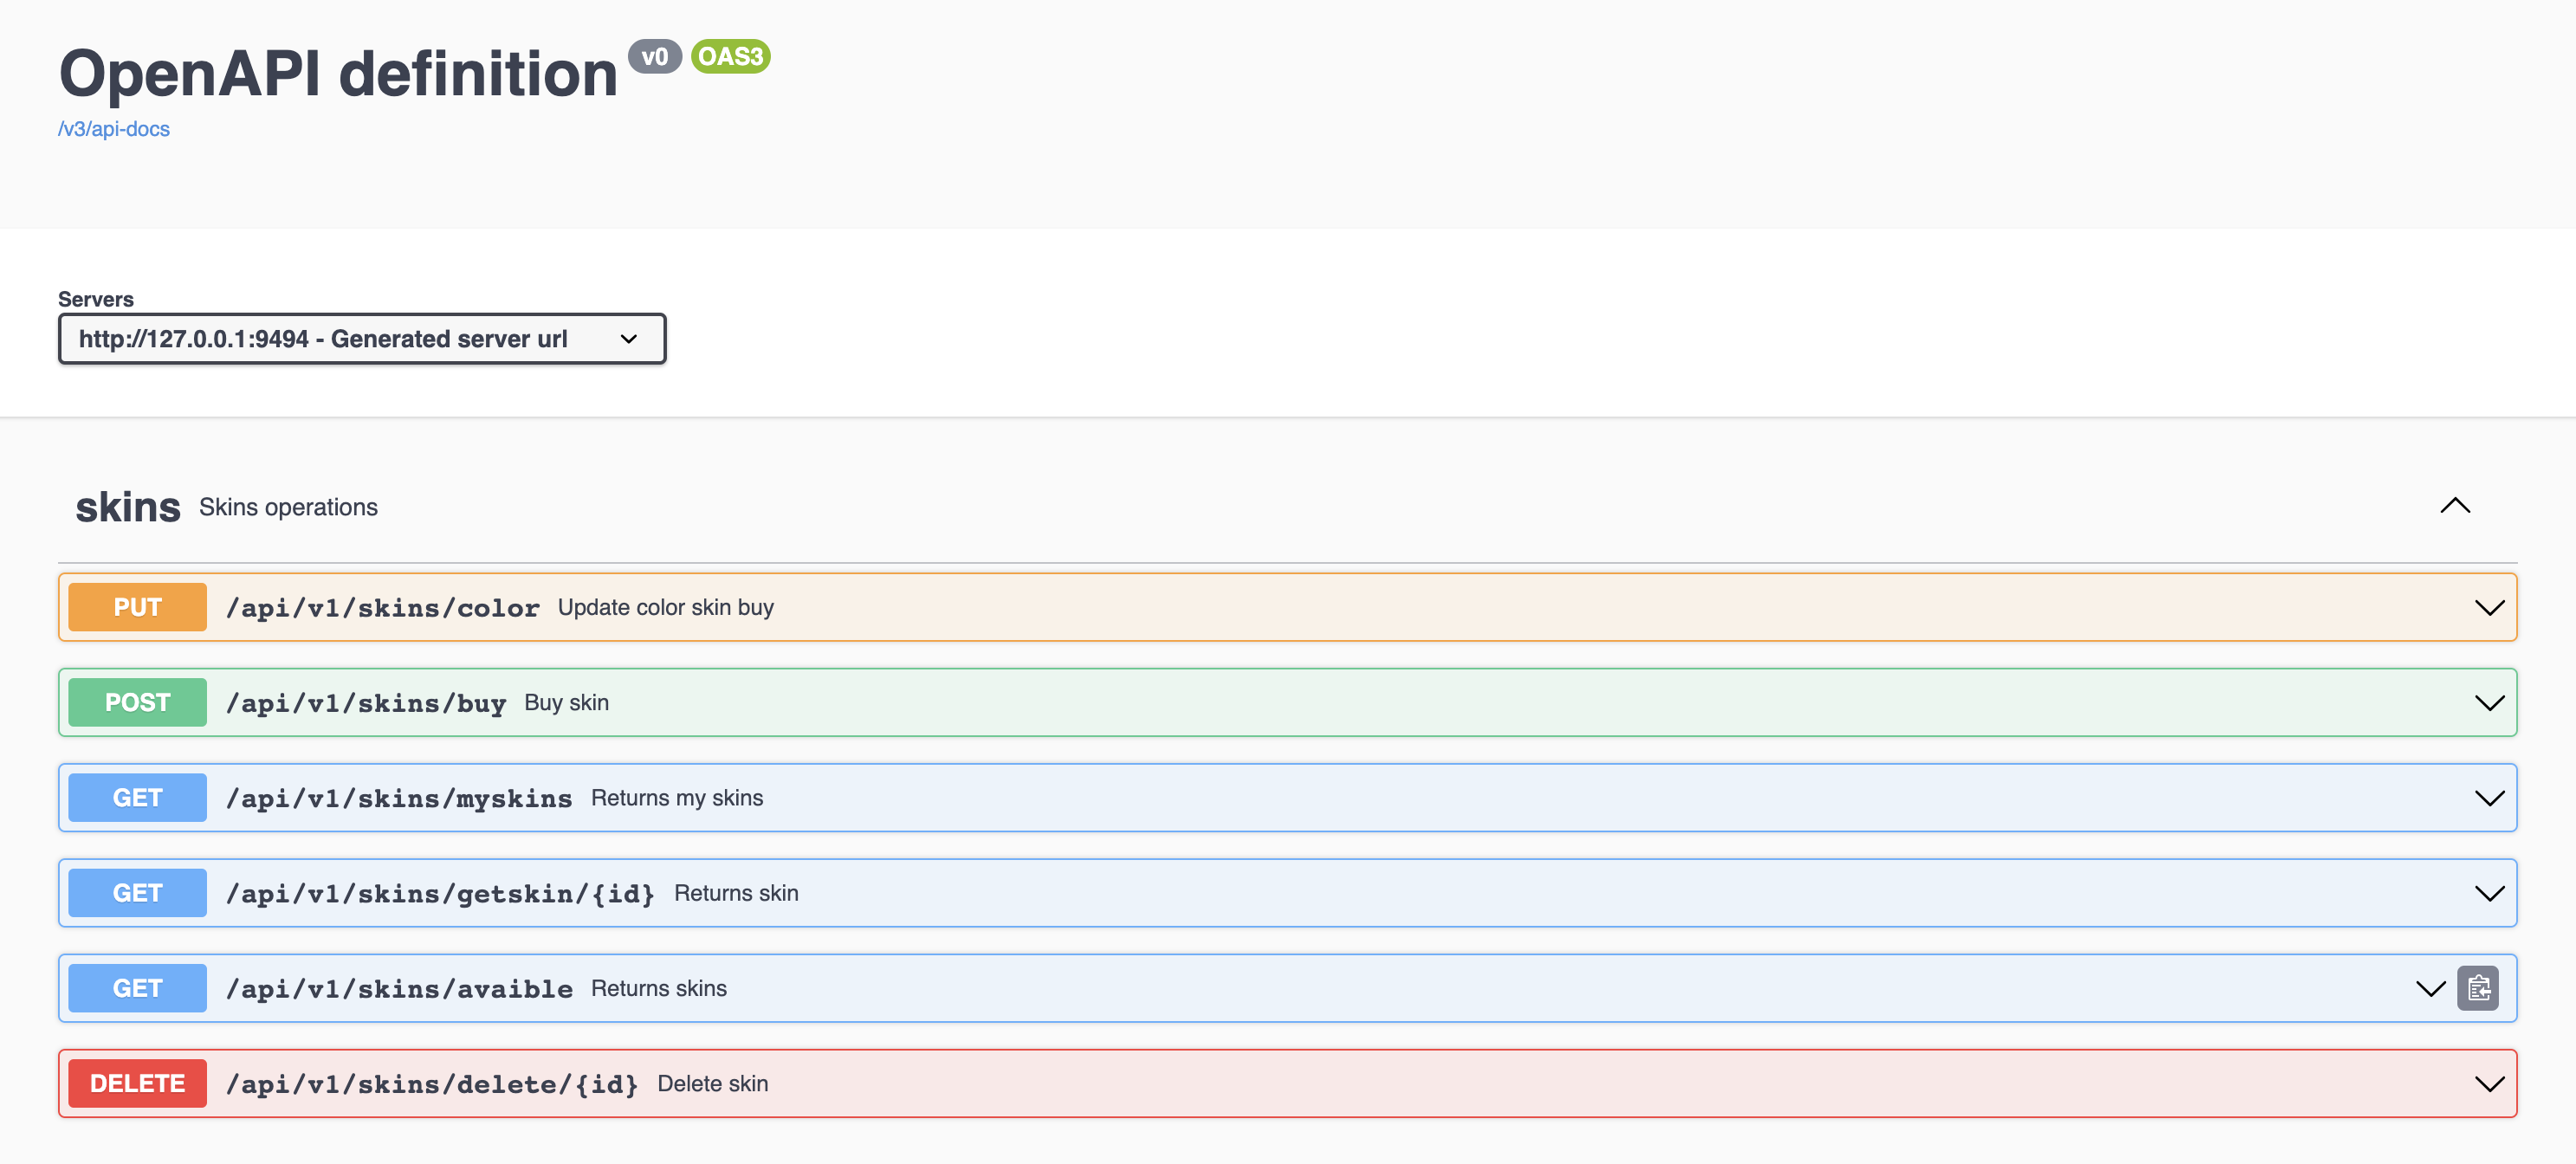 OpenAPI definition v0 OAS3
/v3/api-docs
Servers
http://127.0.0.1:9494 - Generated server url
skins Skins operations
PUT /api/v1/skins/color Update color skin buy
POST /api/v1/skins/buy Buy skin
GET /api/v1/skins/myskins Returns my skins
GET /api/v1/skins/getskin/{id} Returns skin
GET /api/v1/skins/avaible Returns skins
DELETE /api/v1/skins/delete/{id} Delete skin